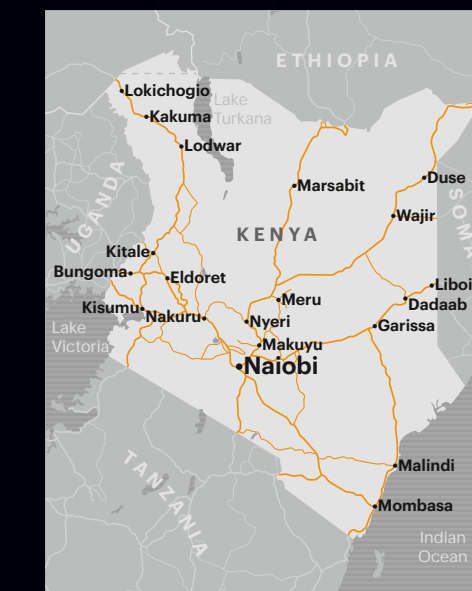 ETHIOPIA
Lokichogio
Lake
Turkana
Kakuma
Lodwar
UGANDA
Marsabit
Duse
SOMA
Wajir
KENYA
Kitale
Bungoma
Eldoret
Liboi
Meru
Dadaab
Kisumu
Nakuru
Nyeri
Garissa
Lake
Victoria
Makuyu
Naiobi
TANZANIA
Malindi
Mombasa
Indian
Ocean